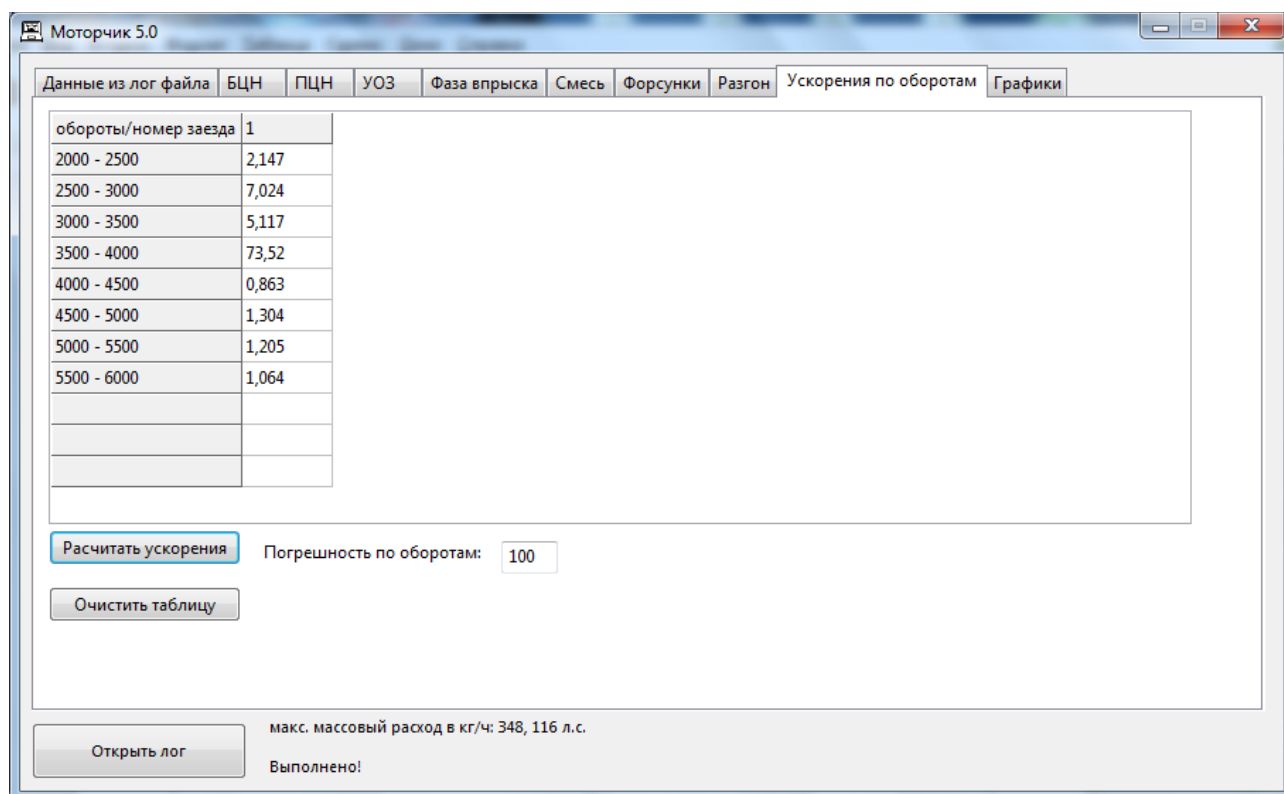 Моторчик 5.0
Данные из лог файла БЦН ПЦН УОЗ Фаза впрыска Смесь Форсунки Разгон Ускорения по оборотам Графики
обороты/номер заезда 1
2000 - 2500 2,147
2500 - 3000 7,024
3000 - 3500 5,117
3500 - 4000 73,52
4000 - 4500 0,863
4500 - 5000 1,304
5000 - 5500 1,205
5500 - 6000 1,064
Расчитать ускорения Погрешность по оборотам: 100
Очистить таблицу
макс. массовый расход в кг/ч: 348, 116 л.с.
Открыть лог
Выполнено!